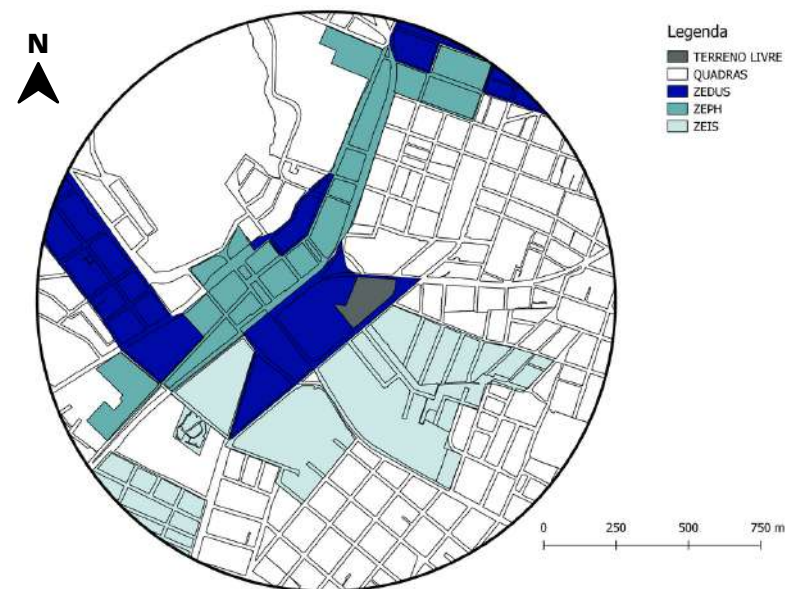 N
Legenda
TERRENO LIVRE
QUADRAS
ZEDUS
ZEPH
ZEIS
0 250 500 750 m